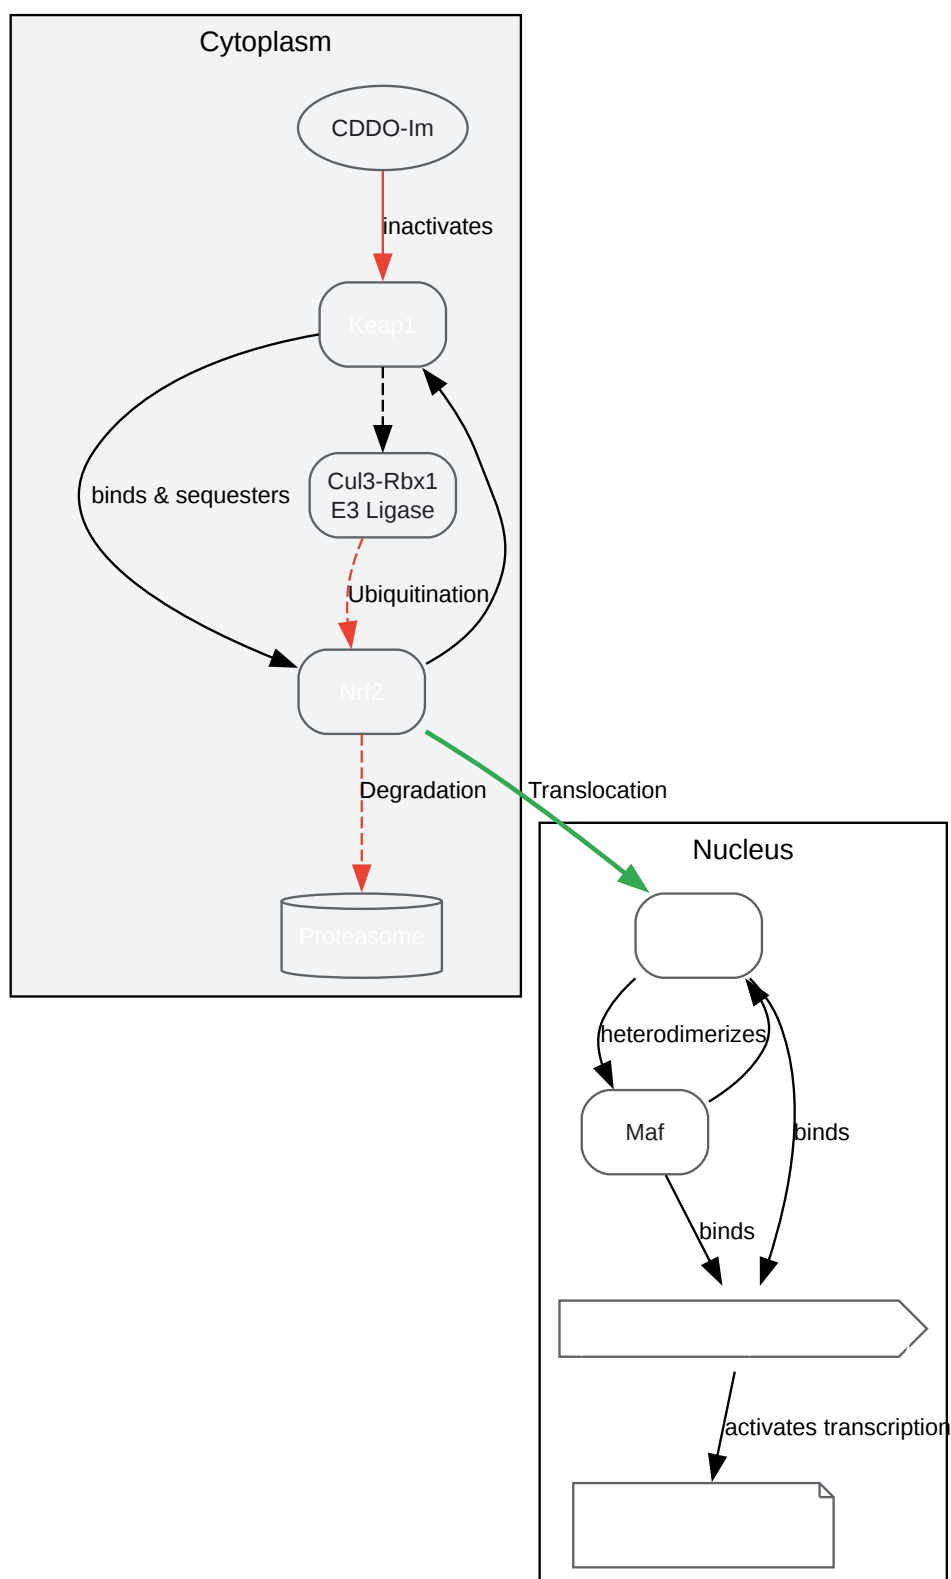 Cytoplasm
CDDO-Im
inactivates
Keap1
binds & sequesters
Cul3-Rbx1
E3 Ligase
Ubiquitination
Nrf2
Degradation
Translocation
Proteasome
Nucleus
heterodimerizes
Maf
binds
binds
activates transcription